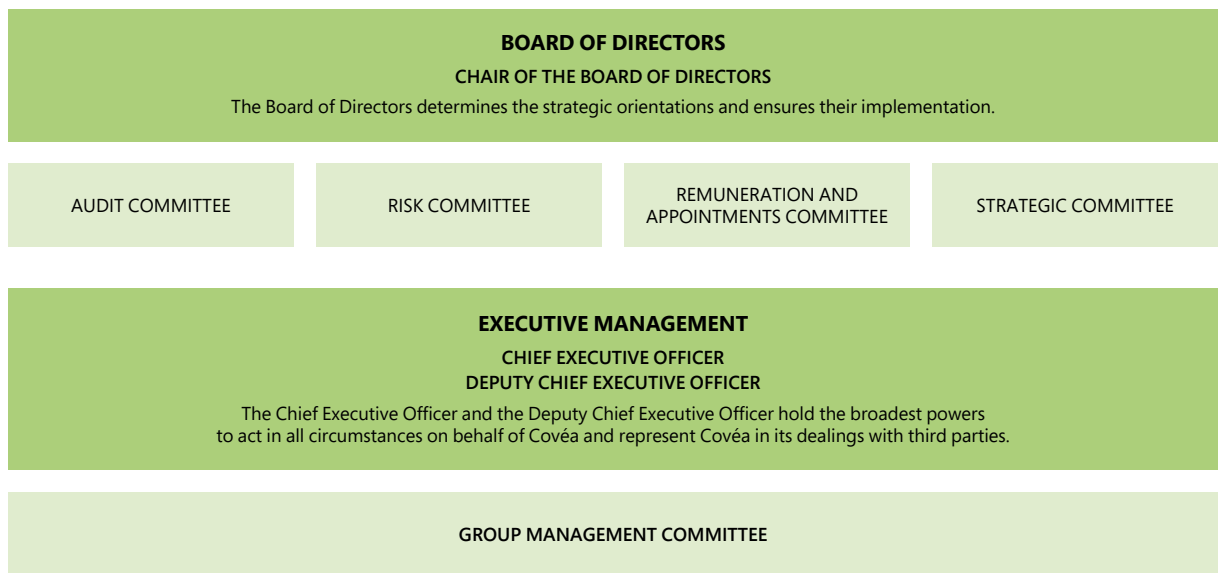 BOARD OF DIRECTORS
CHAIR OF THE BOARD OF DIRECTORS
The Board of Directors determines the strategic orientations and ensures their implementation.
AUDIT COMMITTEE
RISK COMMITTEE
REMUNERATION AND
APPOINTMENTS COMMITTEE
STRATEGIC COMMITTEE
EXECUTIVE MANAGEMENT
CHIEF EXECUTIVE OFFICER
DEPUTY CHIEF EXECUTIVE OFFICER
The Chief Executive Officer and the Deputy Chief Executive Officer hold the broadest powers
to act in all circumstances on behalf of Covéa and represent Covéa in its dealings with third parties.
GROUP MANAGEMENT COMMITTEE